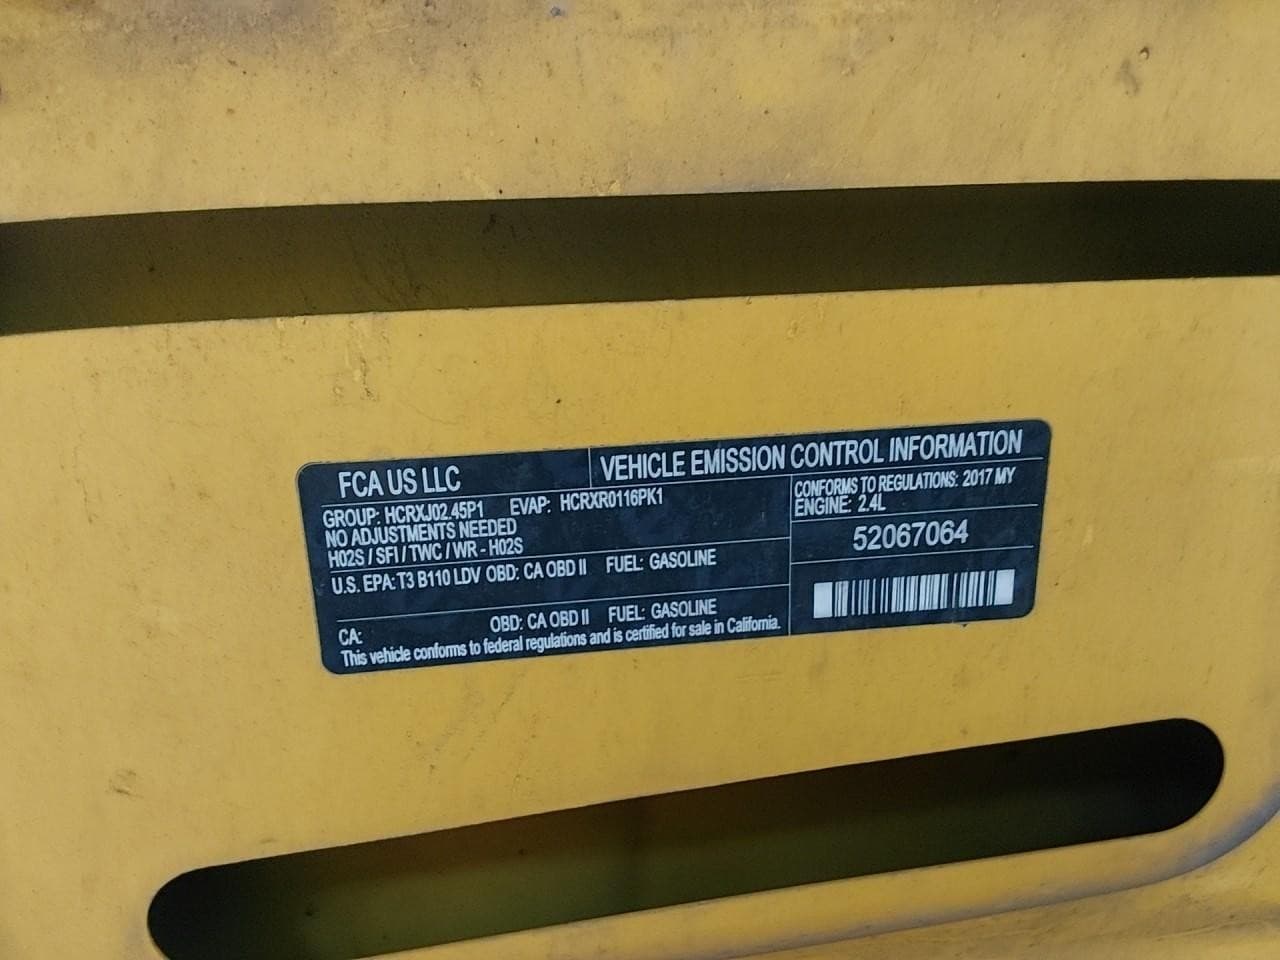 FCA US LLC
VEHICLE EMISSION CONTROL INFORMATION
GROUP: HCRXJ02.45P1 EVAP: HCRXR0116PK1
NO ADJUSTMENTS NEEDED
H02S / SFI / TWC / WR - H02S
U.S. EPA: T3 B110 LDV OBD: CA OBD II FUEL: GASOLINE
CA: OBD: CA OBD II FUEL: GASOLINE
This vehicle conforms to federal regulations and is certified for sale in California.
CONFORMS TO REGULATIONS: 2017 MY
ENGINE: 2.4L
52067064